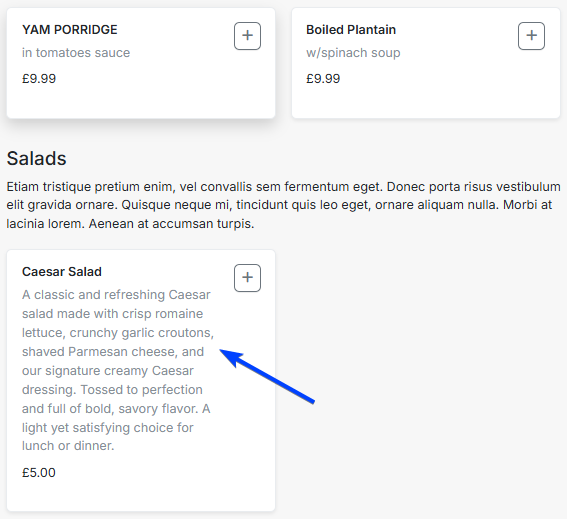 YAM PORRIDGE
in tomatoes sauce
£9.99
Boiled Plantain
w/spinach soup
£9.99
Salads
Etiam tristique pretium enim, vel convallis sem fermentum eget. Donec porta risus vestibulum
elit gravida ornare. Quisque neque mi, tincidunt quis leo eget, ornare aliquam nulla. Morbi at
lacinia lorem. Aenean at accumsan turpis.
Caesar Salad
A classic and refreshing Caesar
salad made with crisp romaine
lettuce, crunchy garlic croutons,
shaved Parmesan cheese, and
our signature creamy Caesar
dressing. Tossed to perfection
and full of bold, savory flavor. A
light yet satisfying choice for
lunch or dinner.
£5.00